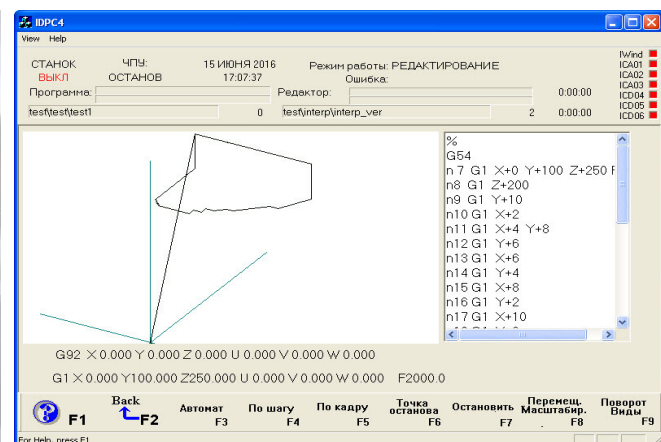 IDPC4
View Help
СТАНОК ЧПУ: 15 ИЮНЯ 2016 Режим работы: РЕДАКТИРОВАНИЕ
ВЫКЛ ОСТАНОВ 17:07:37 Ошибка:
Программа: Редактор: 0:00:00
test\test\test1 0 test\interp\interp_ver 2 0:00:00
IWind
ICA01
ICA02
ICA03
ICD04
ICD05
ICD06
%
G54
n 7 G1 X+0 Y+100 Z+250 F
n8 G1 Z+200
n9 G1 Y+10
n10 G1 X+2
n11 G1 X+4 Y+8
n12 G1 Y+6
n13 G1 X+6
n14 G1 Y+4
n15 G1 X+8
n16 G1 Y+2
n17 G1 X+10
G92 X 0.000 Y 0.000 Z 0.000 U 0.000 V 0.000 W 0.000
G1 X 0.000 Y100.000 Z250.000 U 0.000 V 0.000 W 0.000 F2000.0
F1
Back F2
Автомат F3
По шагу F4
По кадру F5
Точка останова F6
Остановить F7
Перемещ. Масштабир. . F8
Поворот Виды F9
For Help, press F1